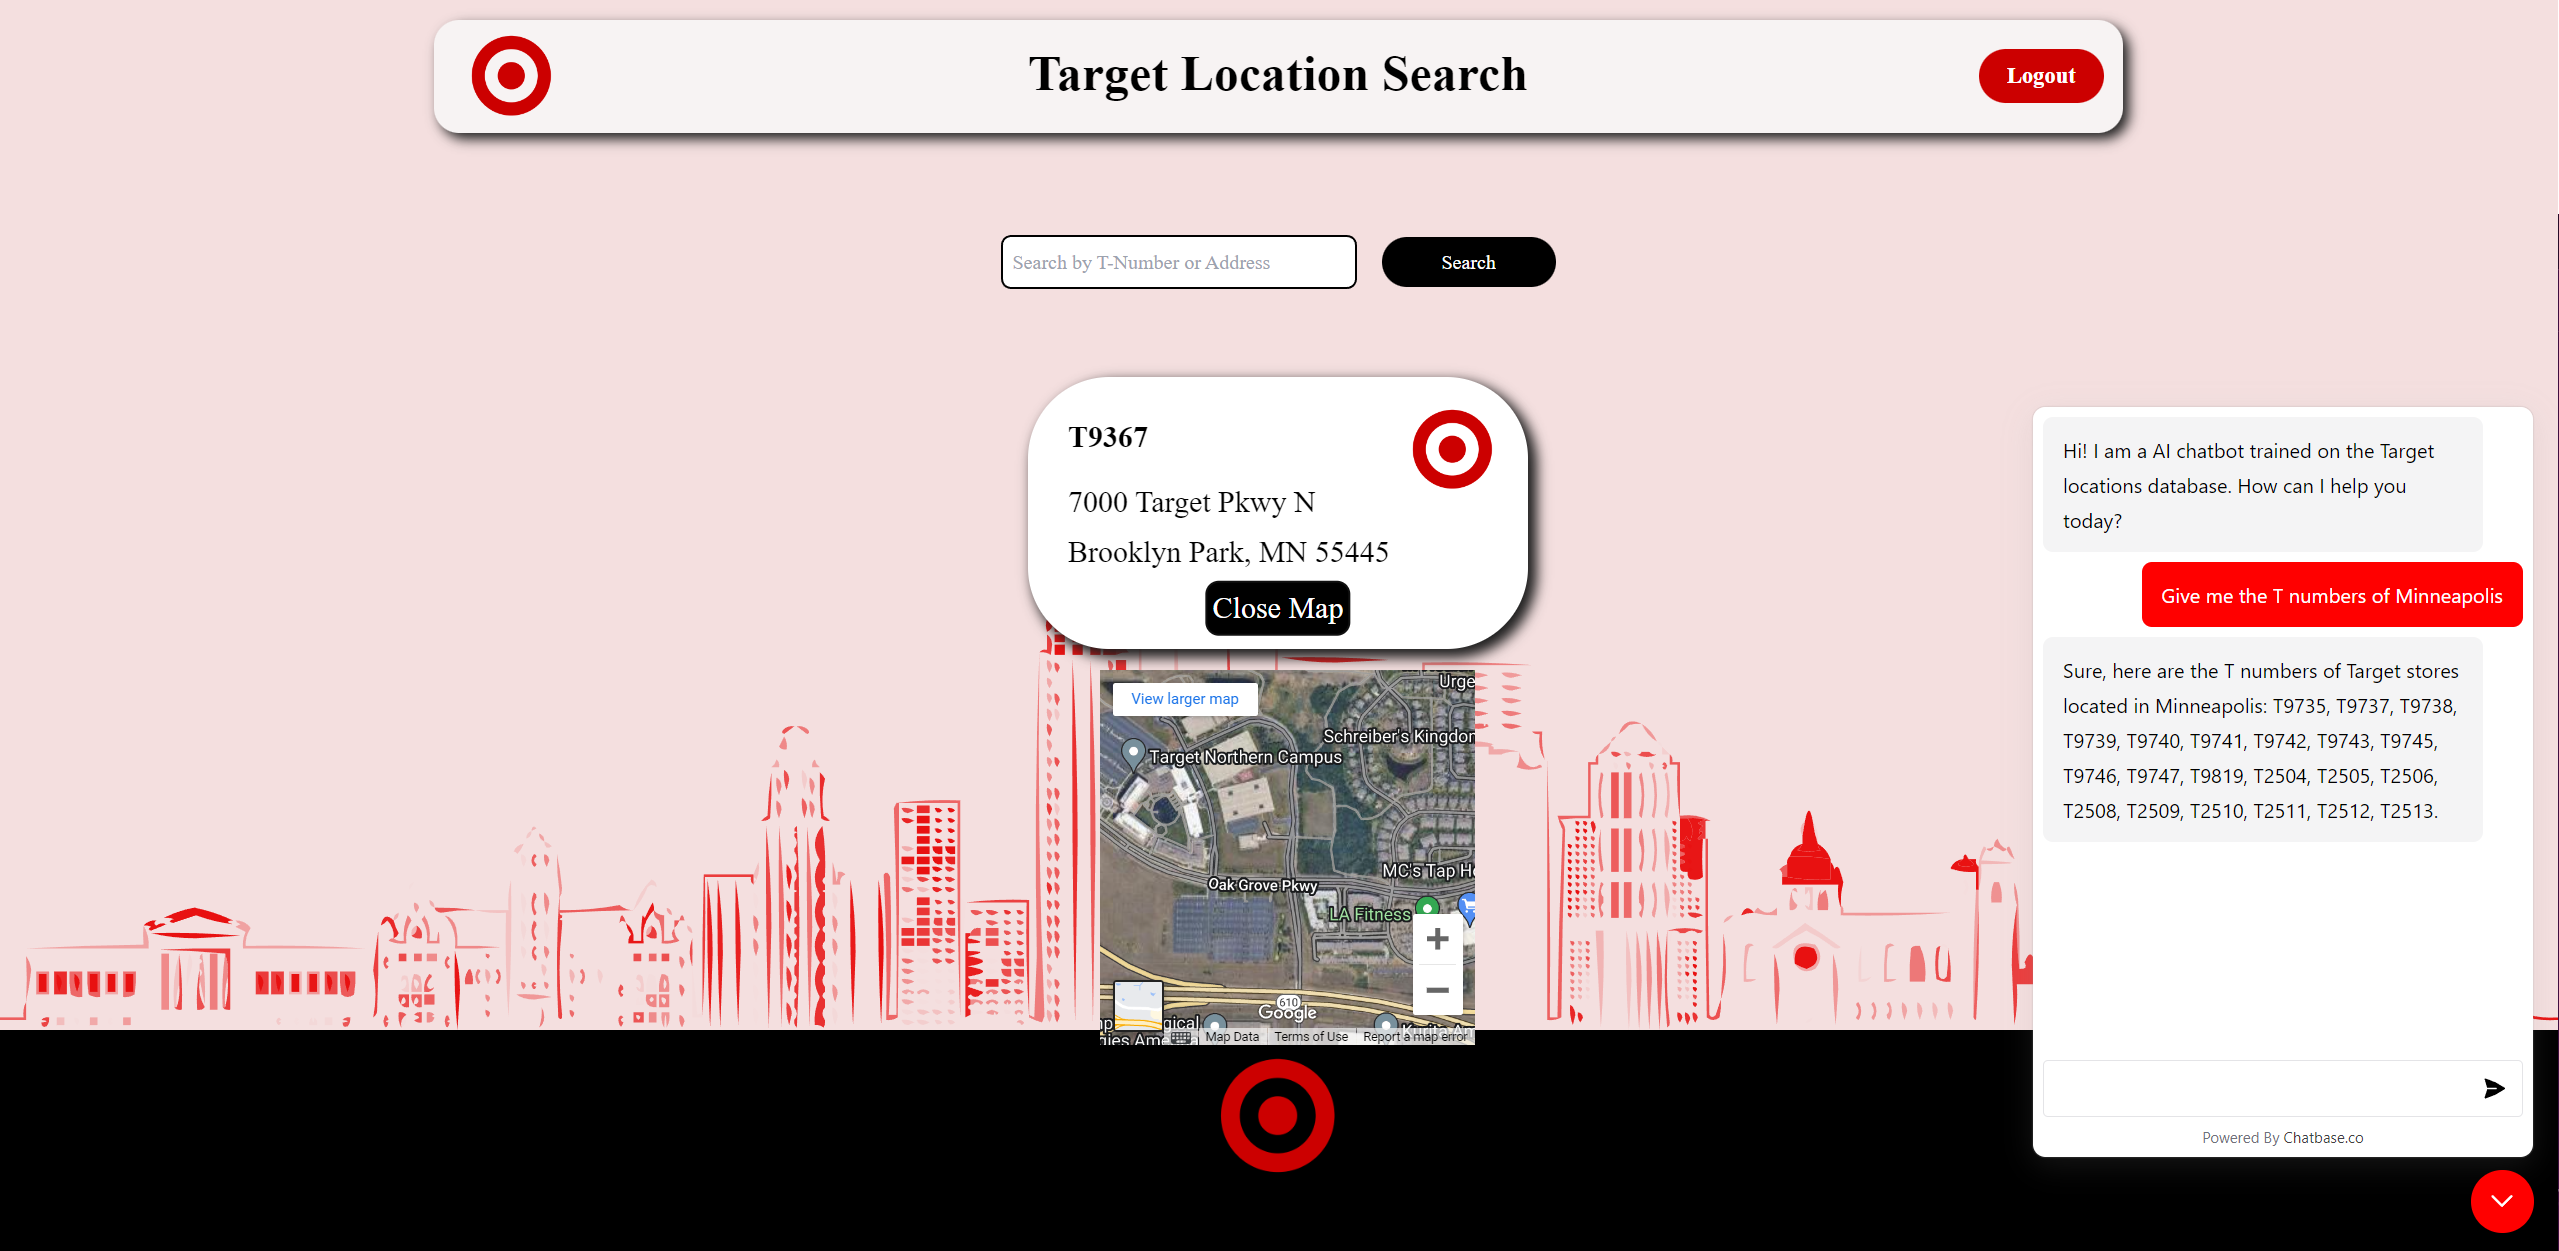 Target Location Search
Logout
Search by T-Number or Address
Search
T9367
7000 Target Pkwy N
Brooklyn Park, MN 55445
Close Map
View larger map
Urge
Schreiber's Kingdom
Target Northern Campus
Oak Grove Pkwy
MC's Tap Ho
LA Fitness
610
Google
gical
gies Ame
Map Data
Terms of Use
Report a map error
Hi! I am a AI chatbot trained on the Target
locations database. How can I help you
today?
Give me the T numbers of Minneapolis
Sure, here are the T numbers of Target stores
located in Minneapolis: T9735, T9737, T9738,
T9739, T9740, T9741, T9742, T9743, T9745,
T9746, T9747, T9819, T2504, T2505, T2506,
T2508, T2509, T2510, T2511, T2512, T2513.
Powered By Chatbase.co